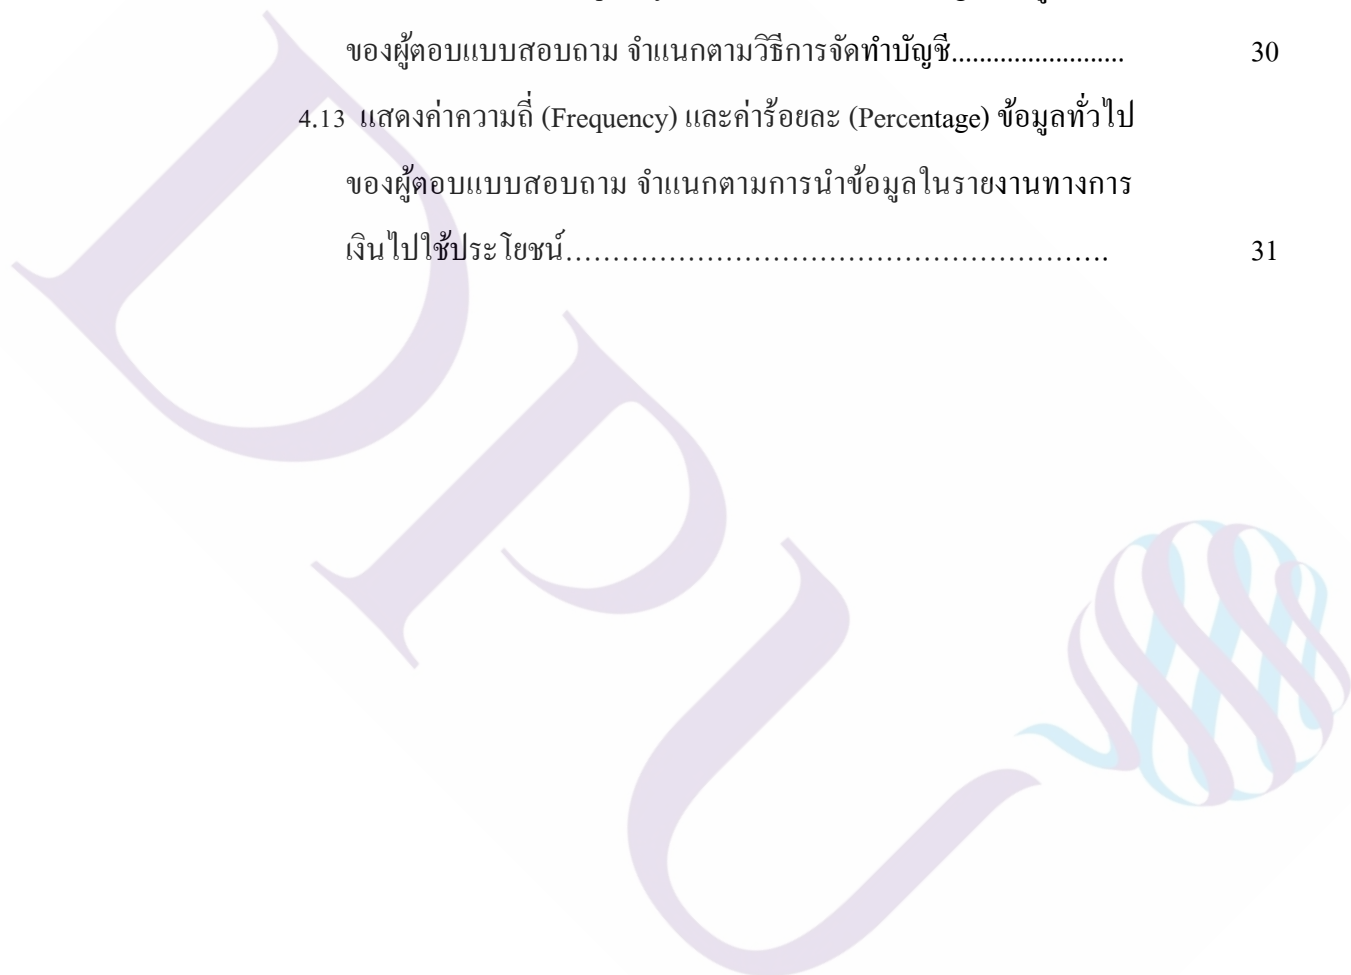 ของผู้ตอบแบบสอบถาม จำแนกตามวิธีการจัดทำบัญชี......................... 30
4.13 แสดงค่าความถี่ (Frequency) และค่าร้อยละ (Percentage) ข้อมูลทั่วไป
ของผู้ตอบแบบสอบถาม จำแนกตามการนำข้อมูลในรายงานทางการ
เงินไปใช้ประโยชน์………………………………………………….. 31
DPU